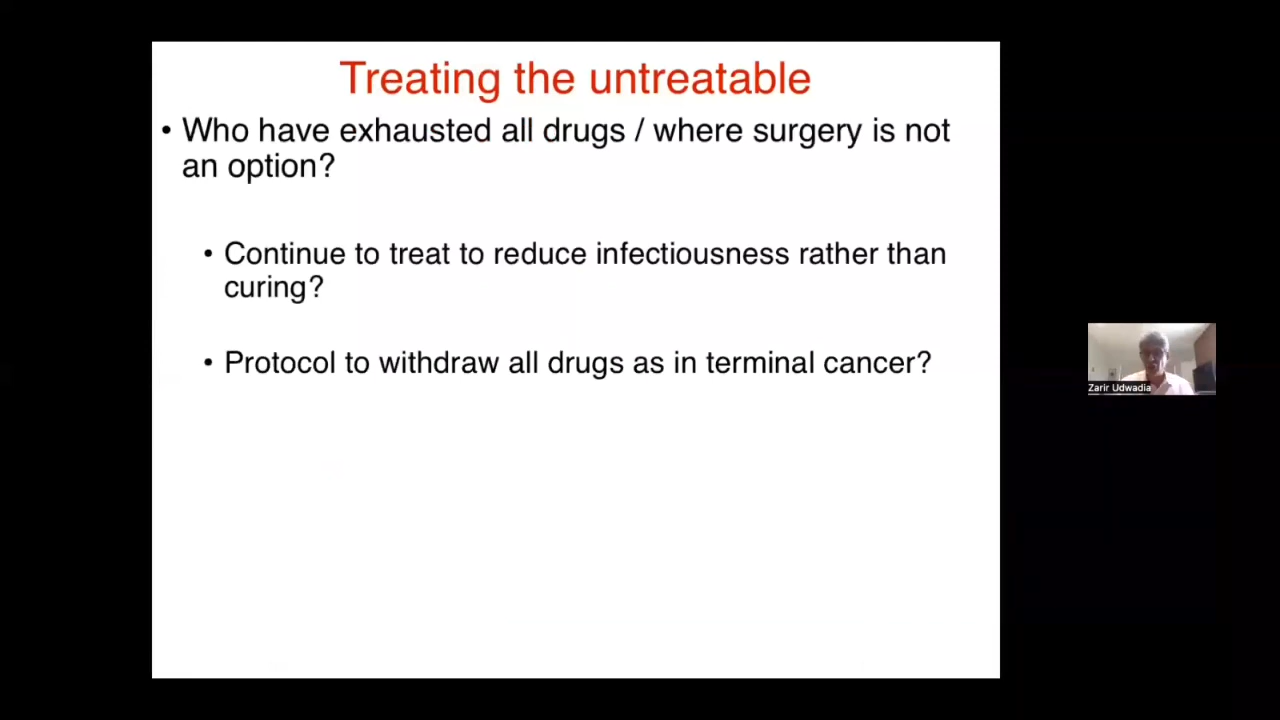 Treating the untreatable
• Who have exhausted all drugs / where surgery is not
an option?
• Continue to treat to reduce infectiousness rather than
curing?
• Protocol to withdraw all drugs as in terminal cancer?
Zarir Udwadia